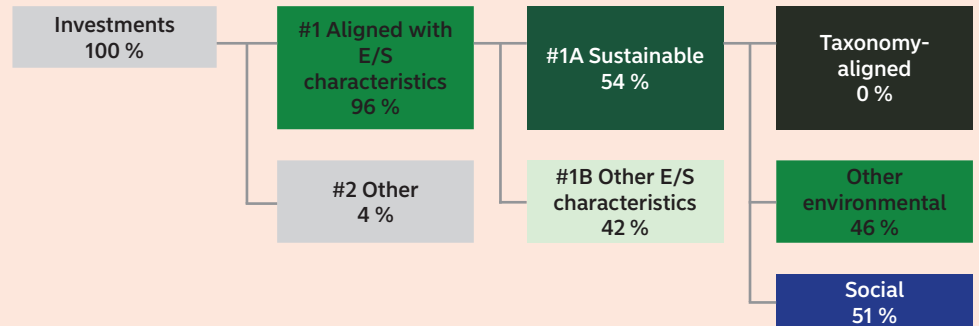 Investments
100 %
#1 Aligned with
E/S
characteristics
96 %
#2 Other
4 %
#1A Sustainable
54 %
#1B Other E/S
characteristics
42 %
Taxonomy-
aligned
0 %
Other
environmental
46 %
Social
51 %